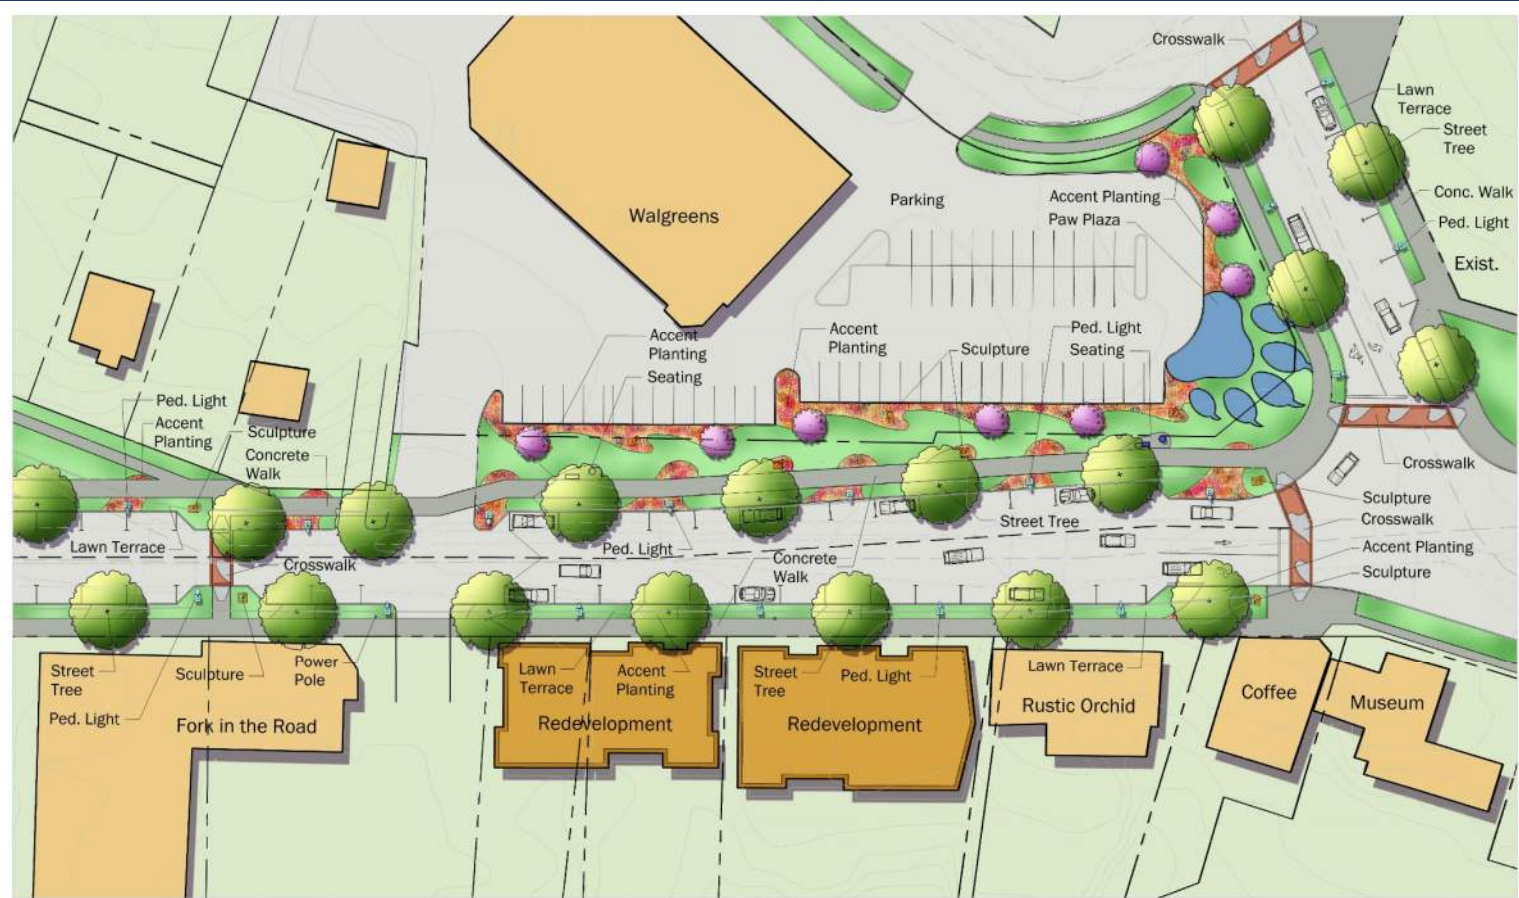 Crosswalk
Lawn
Terrace
Street
Tree
Conc. Walk
Ped. Light
Exist.
Walgreens
Parking
Accent Planting
Paw Plaza
Accent
Planting
Seating
Accent
Planting
Sculpture
Ped. Light
Seating
Ped. Light
Accent
Planting
Sculpture
Concrete
Walk
Crosswalk
Sculpture
Crosswalk
Accent Planting
Sculpture
Lawn Terrace
Crosswalk
Ped. Light
Concrete
Walk
Street Tree
Street
Tree
Ped. Light
Sculpture
Power
Pole
Fork in the Road
Lawn
Terrace
Accent
Planting
Redevelopment
Street
Tree
Ped. Light
Redevelopment
Lawn Terrace
Rustic Orchid
Coffee
Museum